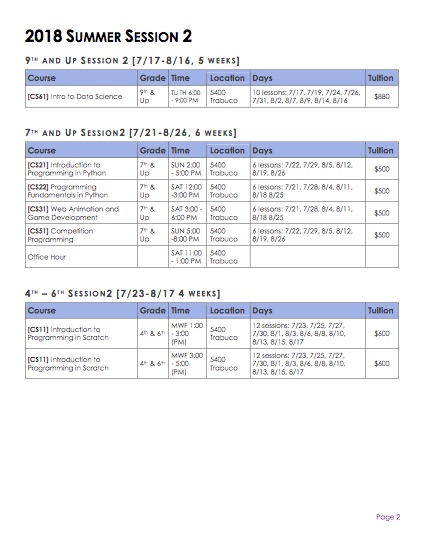 2018 SUMMER SESSION 2
9TH AND UP SESSION 2 [7/17-8/16, 5 WEEKS]
Course Grade Time Location Days Tuition
[CS61] Intro to Data Science 9th & Up TU TH 6:00 - 9:00 PM 5400 Trabuco 10 lessons: 7/17, 7/19, 7/24, 7/26, 7/31, 8/2, 8/7, 8/9, 8/14, 8/16 $880
7TH AND UP SESSION2 [7/21-8/26, 6 WEEKS]
Course Grade Time Location Days Tuition
[CS21] Introduction to Programming in Python 7th & Up SUN 2:00 - 5:00 PM 5400 Trabuco 6 lessons: 7/22, 7/29, 8/5, 8/12, 8/19, 8/26 $500
[CS22] Programming Fundamentals in Python 7th & Up SAT 12:00 -3:00 PM 5400 Trabuco 6 lessons: 7/21, 7/28, 8/4, 8/11, 8/18 8/25 $500
[CS31] Web Animation and Game Development 7th & Up SAT 3:00 - 6:00 PM 5400 Trabuco 6 lessons: 7/21, 7/28, 8/4, 8/11, 8/18 8/25 $500
[CS51] Competition Programming 7th & Up SUN 5:00 -8:00 PM 5400 Trabuco 6 lessons: 7/22, 7/29, 8/5, 8/12, 8/19, 8/26 $500
Office Hour SAT 11:00 - 1:00 PM 5400 Trabuco
4TH – 6TH SESSION2 [7/23-8/17 4 WEEKS]
Course Grade Time Location Days Tuition
[CS11] Introduction to Programming in Scratch 4th & 6th MWF 1:00 - 3:00 (PM) 5400 Trabuco 12 sessions: 7/23, 7/25, 7/27, 7/30, 8/1, 8/3, 8/6, 8/8, 8/10, 8/13, 8/15, 8/17 $600
[CS11] Introduction to Programming in Scratch 4th & 6th MWF 3:00 - 5:00 (PM) 5400 Trabuco 12 sessions: 7/23, 7/25, 7/27, 7/30, 8/1, 8/3, 8/6, 8/8, 8/10, 8/13, 8/15, 8/17 $600
Page 2